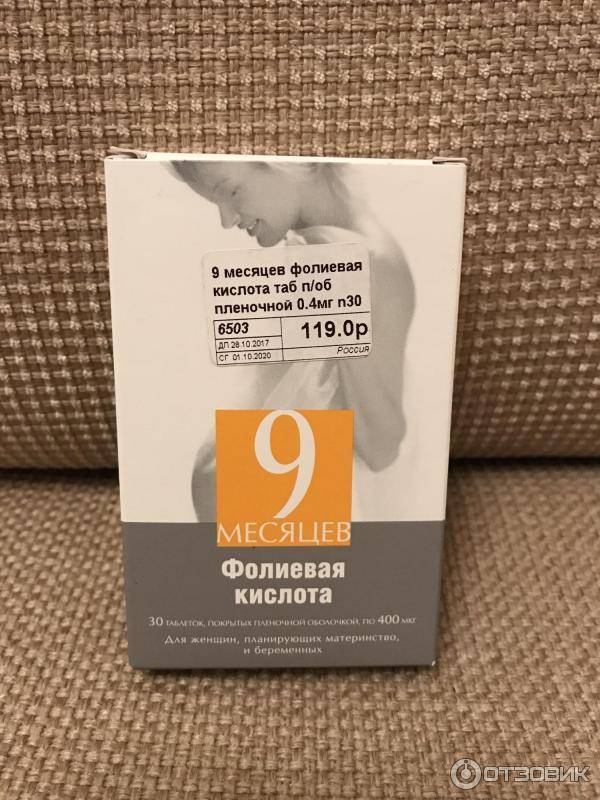 9 месяцев фолиевая
кислота таб п/об
пленочной 0.4мг n30
6503
119.0р
ДП 28.10.2017
СГ 01.10.2020
Россия
9
МЕСЯЦЕВ
Фолиевая
кислота
30 ТАБЛЕТОК, ПОКРЫТЫХ ПЛЕНОЧНОЙ ОБОЛОЧКОЙ, ПО 400 МКГ
Для женщин, планирующих материнство,
и беременных
ОТЗОВИК